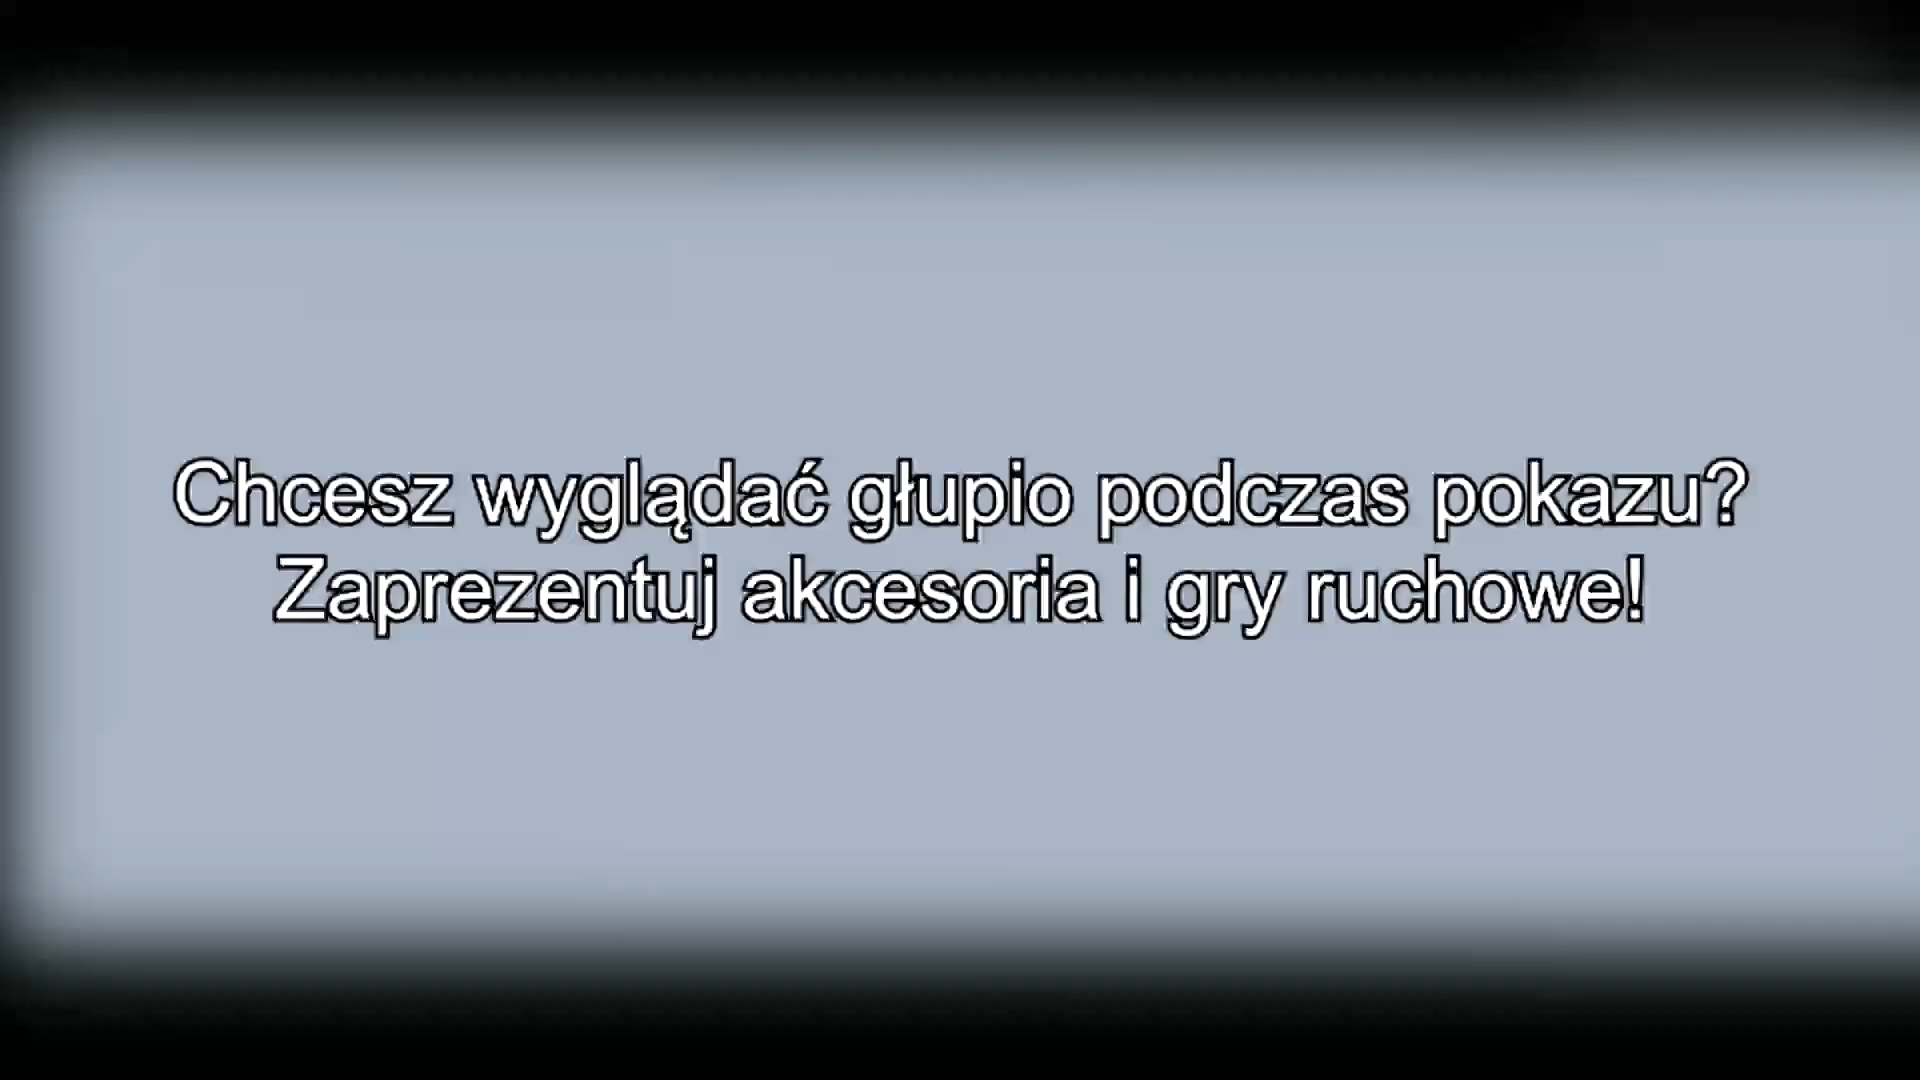 Chcesz wyglądać głupio podczas pokazu?
Zaprezentuj akcesoria i gry ruchowe!